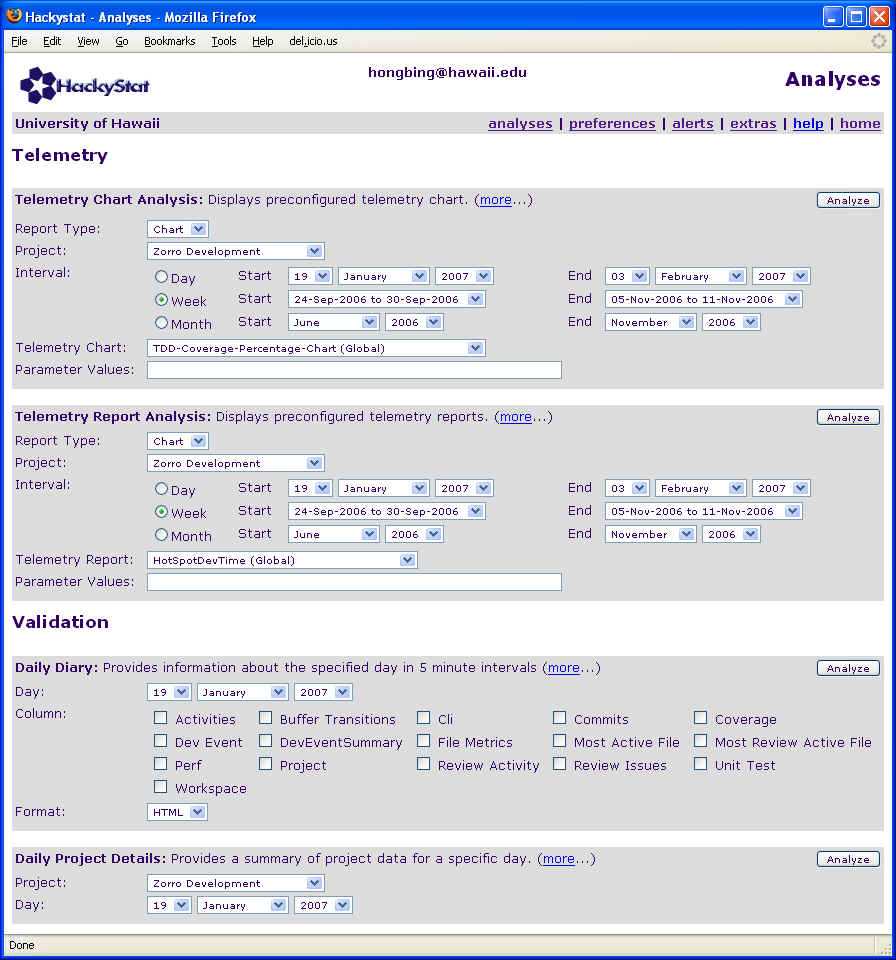 Hackystat - Analyses - Mozilla Firefox
File Edit View Go Bookmarks Tools Help del.icio.us
HackyStat
hongbing@hawaii.edu
Analyses
University of Hawaii
analyses | preferences | alerts | extras | help | home
Telemetry
Telemetry Chart Analysis: Displays preconfigured telemetry chart. (more...) Analyze
Report Type: Chart
Project: Zorro Development
Interval: Day Start 19 January 2007 End 03 February 2007
Week Start 24-Sep-2006 to 30-Sep-2006 End 05-Nov-2006 to 11-Nov-2006
Month Start June 2006 End November 2006
Telemetry Chart: TDD-Coverage-Percentage-Chart (Global)
Parameter Values:
Telemetry Report Analysis: Displays preconfigured telemetry reports. (more...) Analyze
Report Type: Chart
Project: Zorro Development
Interval: Day Start 19 January 2007 End 03 February 2007
Week Start 24-Sep-2006 to 30-Sep-2006 End 05-Nov-2006 to 11-Nov-2006
Month Start June 2006 End November 2006
Telemetry Report: HotSpotDevTime (Global)
Parameter Values:
Validation
Daily Diary: Provides information about the specified day in 5 minute intervals (more...) Analyze
Day: 19 January 2007
Column: Activities Buffer Transitions Cli Commits Coverage
Dev Event DevEventSummary File Metrics Most Active File Most Review Active File
Perf Project Review Activity Review Issues Unit Test
Workspace
Format: HTML
Daily Project Details: Provides a summary of project data for a specific day. (more...) Analyze
Project: Zorro Development
Day: 19 January 2007
Done